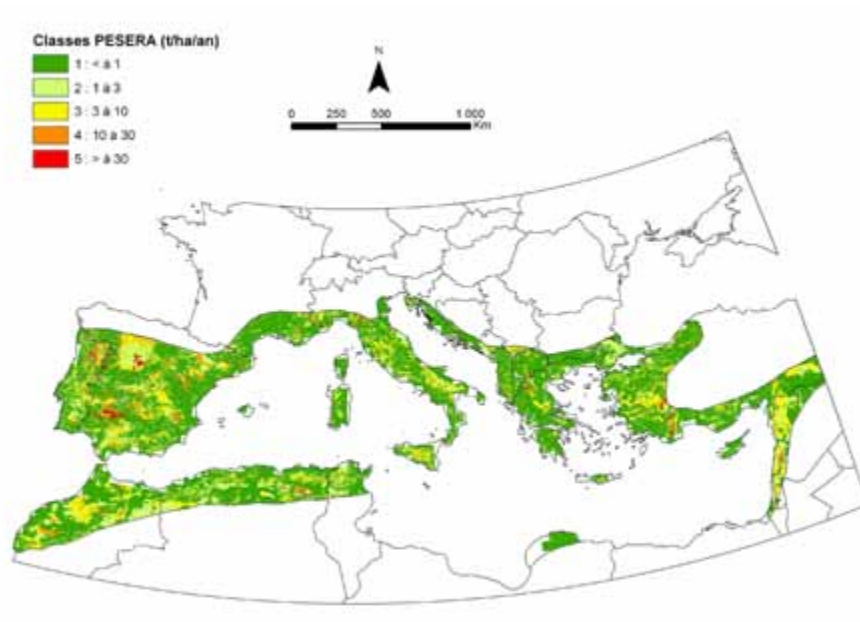 Classes PESERA (t/ha/an)
1 : < à 1
2 : 1 à 3
3 : 3 à 10
4 : 10 à 30
5 : > à 30
N
0 250 500 1 000
Km